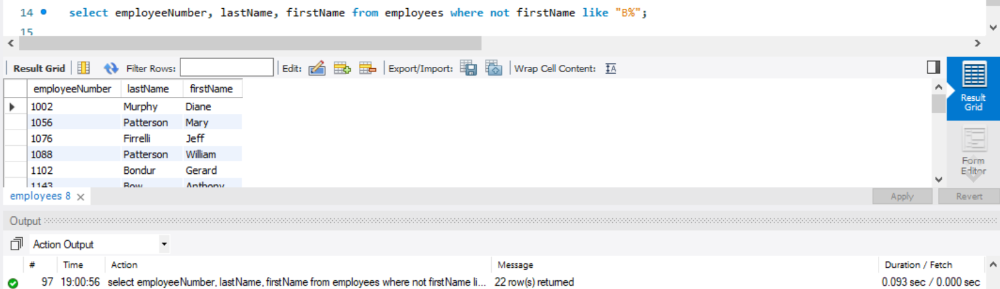 14 select employeeNumber, lastName, firstName from employees where not firstName like "B%";
15
Result Grid Filter Rows: Edit: Export/Import: Wrap Cell Content:
employeeNumber lastName firstName
1002 Murphy Diane
1056 Patterson Mary
1076 Firrelli Jeff
1088 Patterson William
1102 Bondur Gerard
1143 Bow Anthony
Result
Grid
Form
Editor
employees 8 Apply Revert
Output
Action Output
# Time Action Message Duration / Fetch
97 19:00:56 select employeeNumber, lastName, firstName from employees where not firstName li... 22 row(s) returned 0.093 sec / 0.000 sec